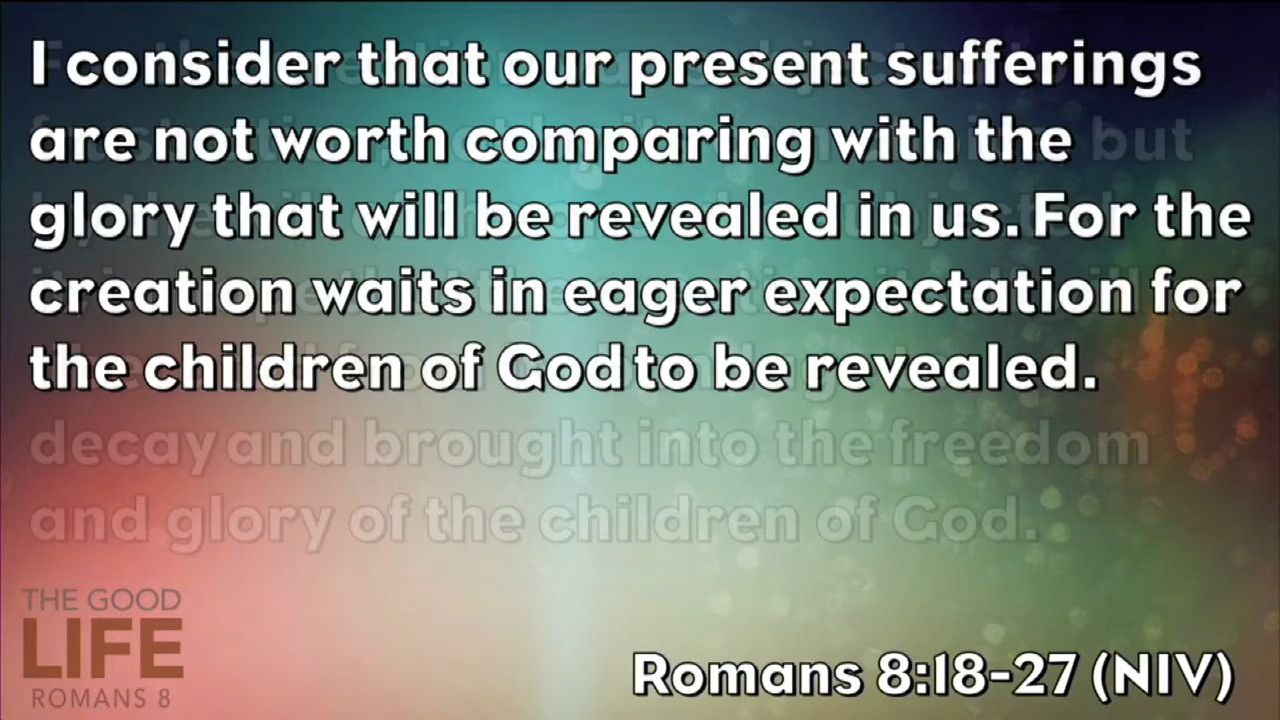 I consider that our present sufferings
are not worth comparing with the
but
glory that will be revealed in us. For the
creation waits in eager expectation for
the children of God to be revealed.
decay and brought into the freedom
and glory of the children of God.
THE GOOD
LIFE
ROMANS 8
Romans 8:18-27 (NIV)